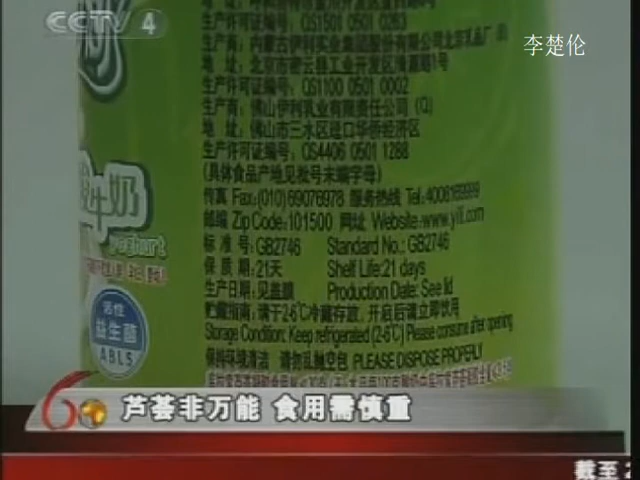 CCTV 4
李楚伦
生产许可证编号: QS1501 0501 0283
生产商: 内蒙古伊利实业集团股份有限公司北京乳品厂
地 址: 北京市密云县工业开发区
生产许可证编号: QS1100 0501 0002
生产商: 佛山伊利乳业有限责任公司 (Q)
地 址: 佛山市三水区
生产许可证编号: QS4406 0501 1288
(具体食品产地见批号末端字母)
传真 Fax:(010) 69076978 服务热线 Tel: 4008169999
邮编 Zip Code: 101500 网址 Website: www.yili.com
酸牛奶
yoghurt
标 准 号: GB2746 Standard No.: GB2746
保 质 期: 21天 Shelf Life: 21 days
生产日期: 见盖膜 Production Date: See lid
贮藏指南: 请于2-6℃冷藏存放, 开启后请立即饮用
Storage Condition: Keep refrigerated (2-6℃) Please consume after opening
保持环境清洁 请勿乱抛空包 PLEASE DISPOSE PROPERLY
活性
益生菌
ABLS
6
芦荟非万能 食用需慎重
截至